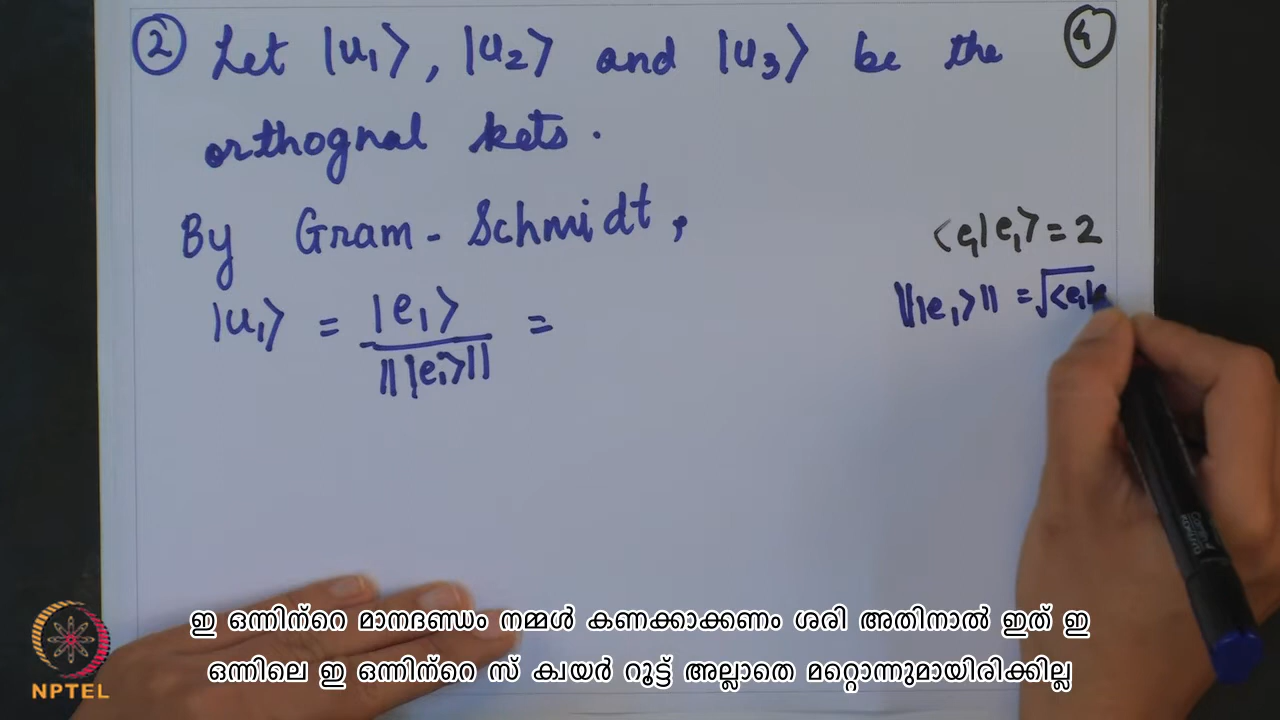 ② Let |u₁⟩, |u₂⟩ and |u₃⟩ be the ④
orthognal kets.
By Gram-Schmidt,
⟨e₁|e₁⟩ = 2
|| |e₁⟩ || = √⟨e₁|e
|u₁⟩ = |e₁⟩ / || |e₁⟩ || =
ഇ ഒന്നിന്റെ മാനദണ്ഡം നമ്മൾ കണക്കാക്കണം ശരി അതിനാൽ ഇത് ഇ
ഒന്നിലെ ഇ ഒന്നിന്റെ സ് ക്വയർ റൂട്ട് അല്ലാതെ മറ്റൊന്നുമായിരിക്കില്ല
NPTEL